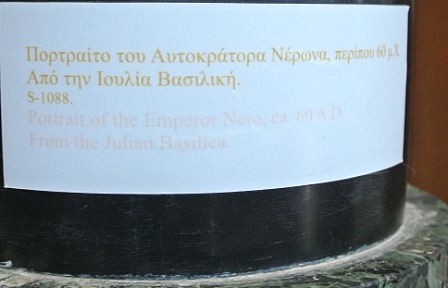 Πορτραίτο του Αυτοκράτορα Νέρωνα, περίπου 60 μ.Χ.
Από την Ιουλία Βασιλική.
S-1088.
Portrait of the Emperor Nero, ca. 60 A.D.
From the Julian Basilica.